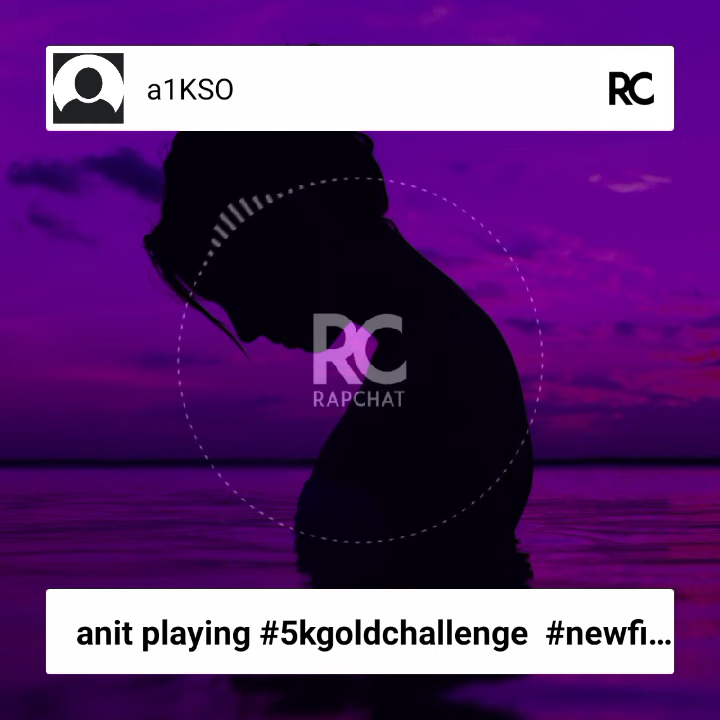 a1KSO
RC
RC
RAPCHAT
anit playing #5kgoldchallenge #newfi...